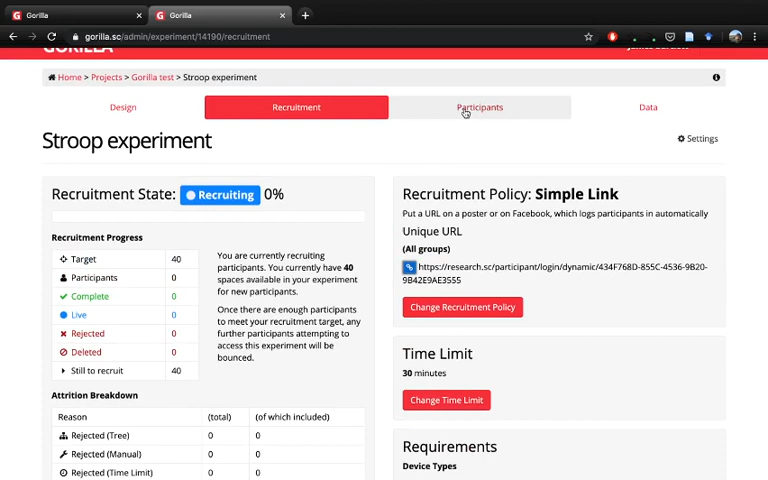 Gorilla
Gorilla
gorilla.sc/admin/experiment/14190/recruitment
Home > Projects > Gorilla test > Stroop experiment
Design
Recruitment
Participants
Data
Stroop experiment
Settings
Recruitment State: Recruiting 0%
Recruitment Progress
Target 40
Participants 0
Complete 0
Live 0
Rejected 0
Deleted 0
Still to recruit 40
You are currently recruiting
participants. You currently have 40
spaces available in your experiment
for new participants.
Once there are enough participants
to meet your recruitment target, any
further participants attempting to
access this experiment will be
bounced.
Attrition Breakdown
Reason (total) (of which included)
Rejected (Tree) 0 0
Rejected (Manual) 0 0
Rejected (Time Limit) 0 0
Recruitment Policy: Simple Link
Put a URL on a poster or on Facebook, which logs participants in automatically
Unique URL
(All groups)
https://research.sc/participant/login/dynamic/434F768D-855C-4536-9B20-
9B42E9AE3555
Change Recruitment Policy
Time Limit
30 minutes
Change Time Limit
Requirements
Device Types